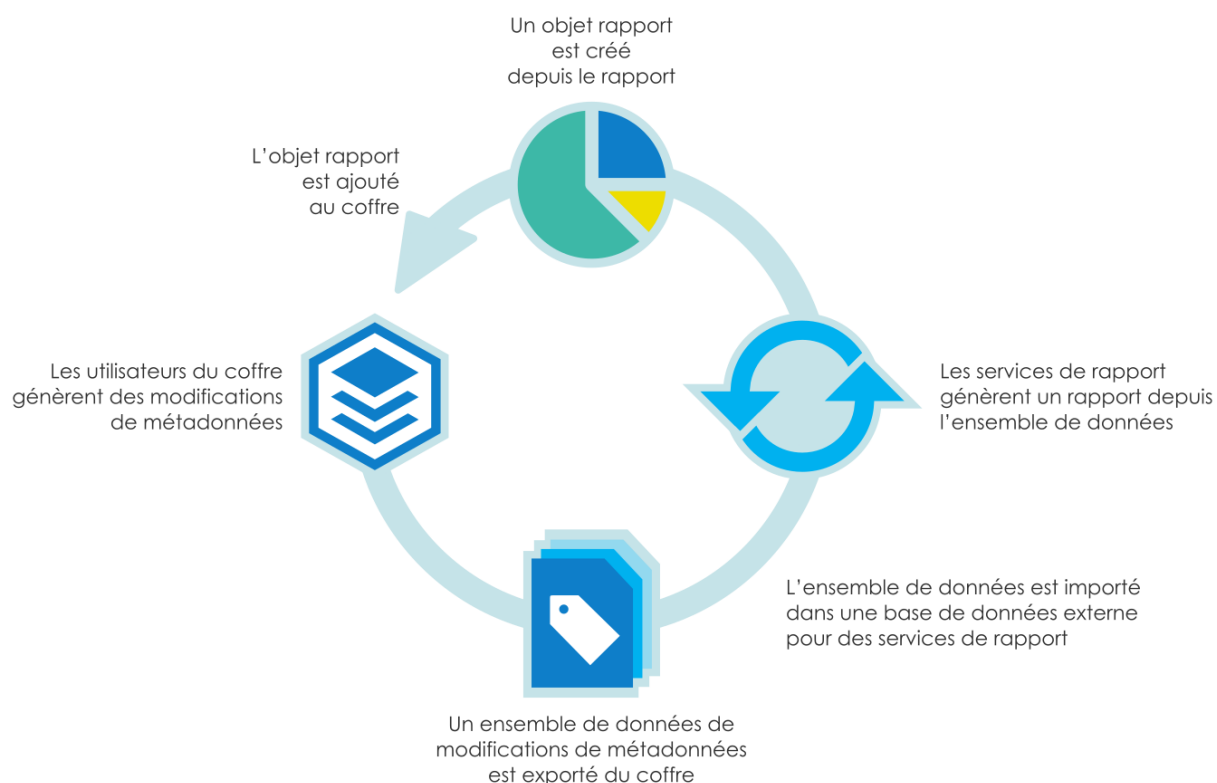 Un objet rapport
est créé
depuis le rapport
L'objet rapport
est ajouté
au coffre
Les utilisateurs du coffre
génèrent des modifications
de métadonnées
Les services de rapport
génèrent un rapport depuis
l'ensemble de données
L'ensemble de données est importé
dans une base de données externe
pour des services de rapport
Un ensemble de données de
modifications de métadonnées
est exporté du coffre